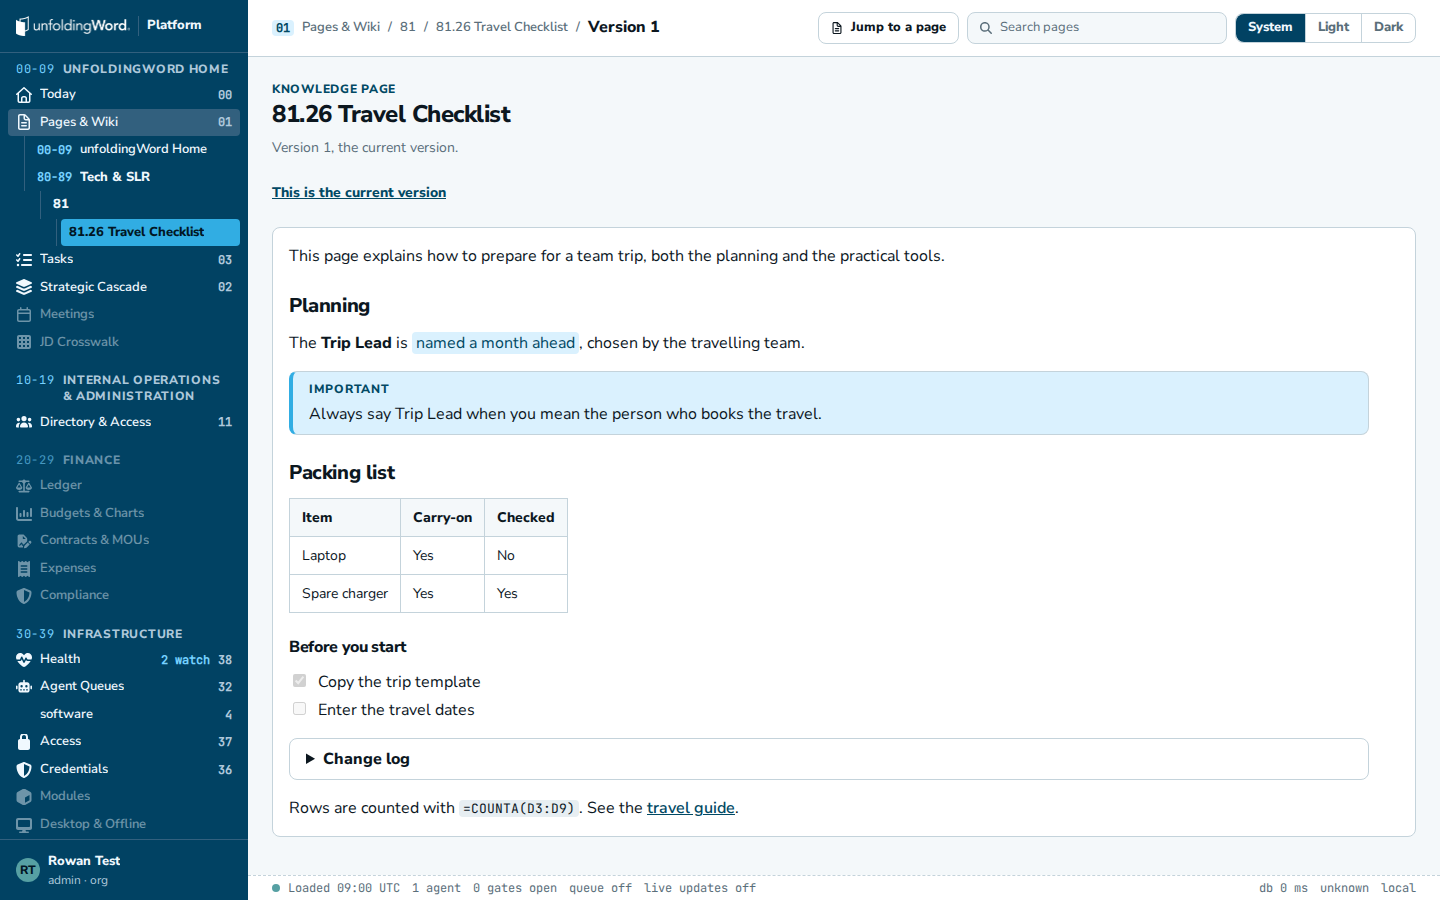 unfoldingWord Platform
00-09 UNFOLDINGWORD HOME
Today 00
Pages & Wiki 01
00-09 unfoldingWord Home
80-89 Tech & SLR
81
81.26 Travel Checklist
Tasks 03
Strategic Cascade 02
Meetings
JD Crosswalk
10-19 INTERNAL OPERATIONS
& ADMINISTRATION
Directory & Access 11
20-29 FINANCE
Ledger
Budgets & Charts
Contracts & MOUs
Expenses
Compliance
30-39 INFRASTRUCTURE
Health 2 watch 38
Agent Queues 32
software 4
Access 37
Credentials 36
Modules
Desktop & Offline
RT Rowan Test
admin · org
01 Pages & Wiki / 81 / 81.26 Travel Checklist / Version 1
Jump to a page
Search pages
System Light Dark
KNOWLEDGE PAGE
81.26 Travel Checklist
Version 1, the current version.
This is the current version
This page explains how to prepare for a team trip, both the planning and the practical tools.
Planning
The Trip Lead is named a month ahead, chosen by the travelling team.
IMPORTANT
Always say Trip Lead when you mean the person who books the travel.
Packing list
Item Carry-on Checked
Laptop Yes No
Spare charger Yes Yes
Before you start
Copy the trip template
Enter the travel dates
Change log
Rows are counted with =COUNTA(D3:D9). See the travel guide.
Loaded 09:00 UTC 1 agent 0 gates open queue off live updates off
db 0 ms unknown local